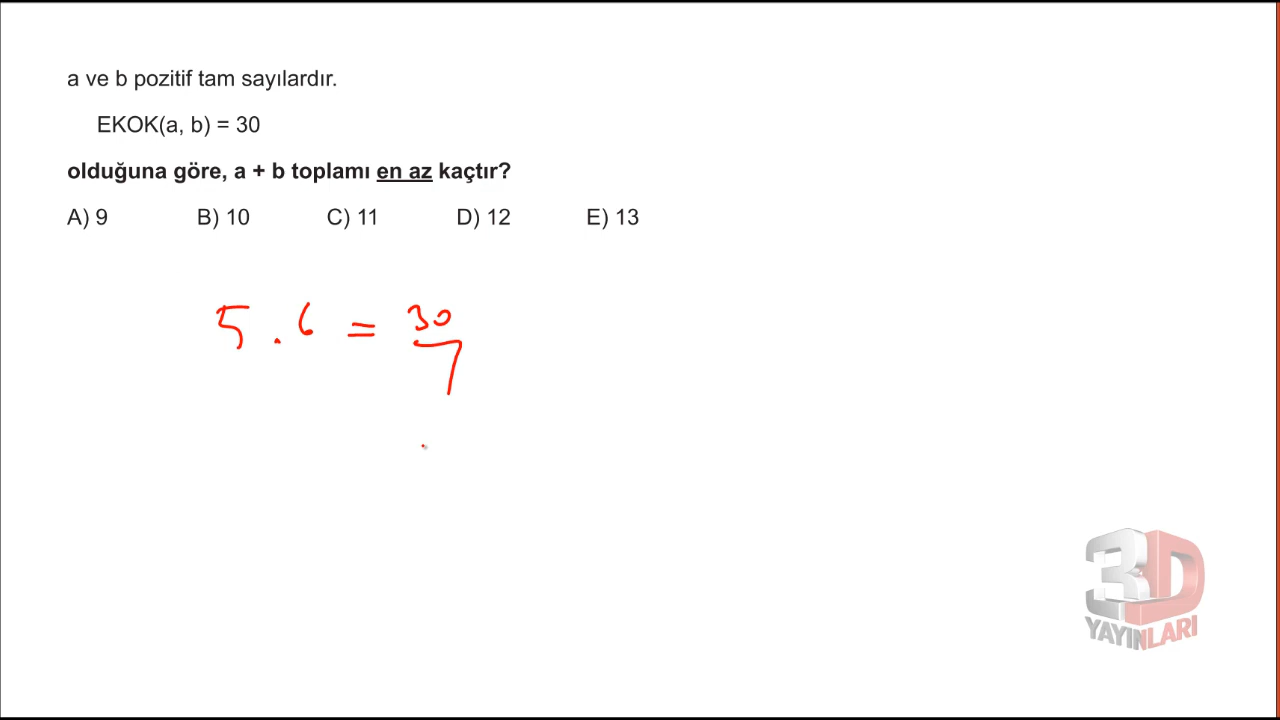 a ve b pozitif tam sayılardır.
EKOK(a, b) = 30
olduğuna göre, a + b toplamı en az kaçtır?
A) 9 B) 10 C) 11 D) 12 E) 13
5 . 6 = 30
3D
YAYINLARI